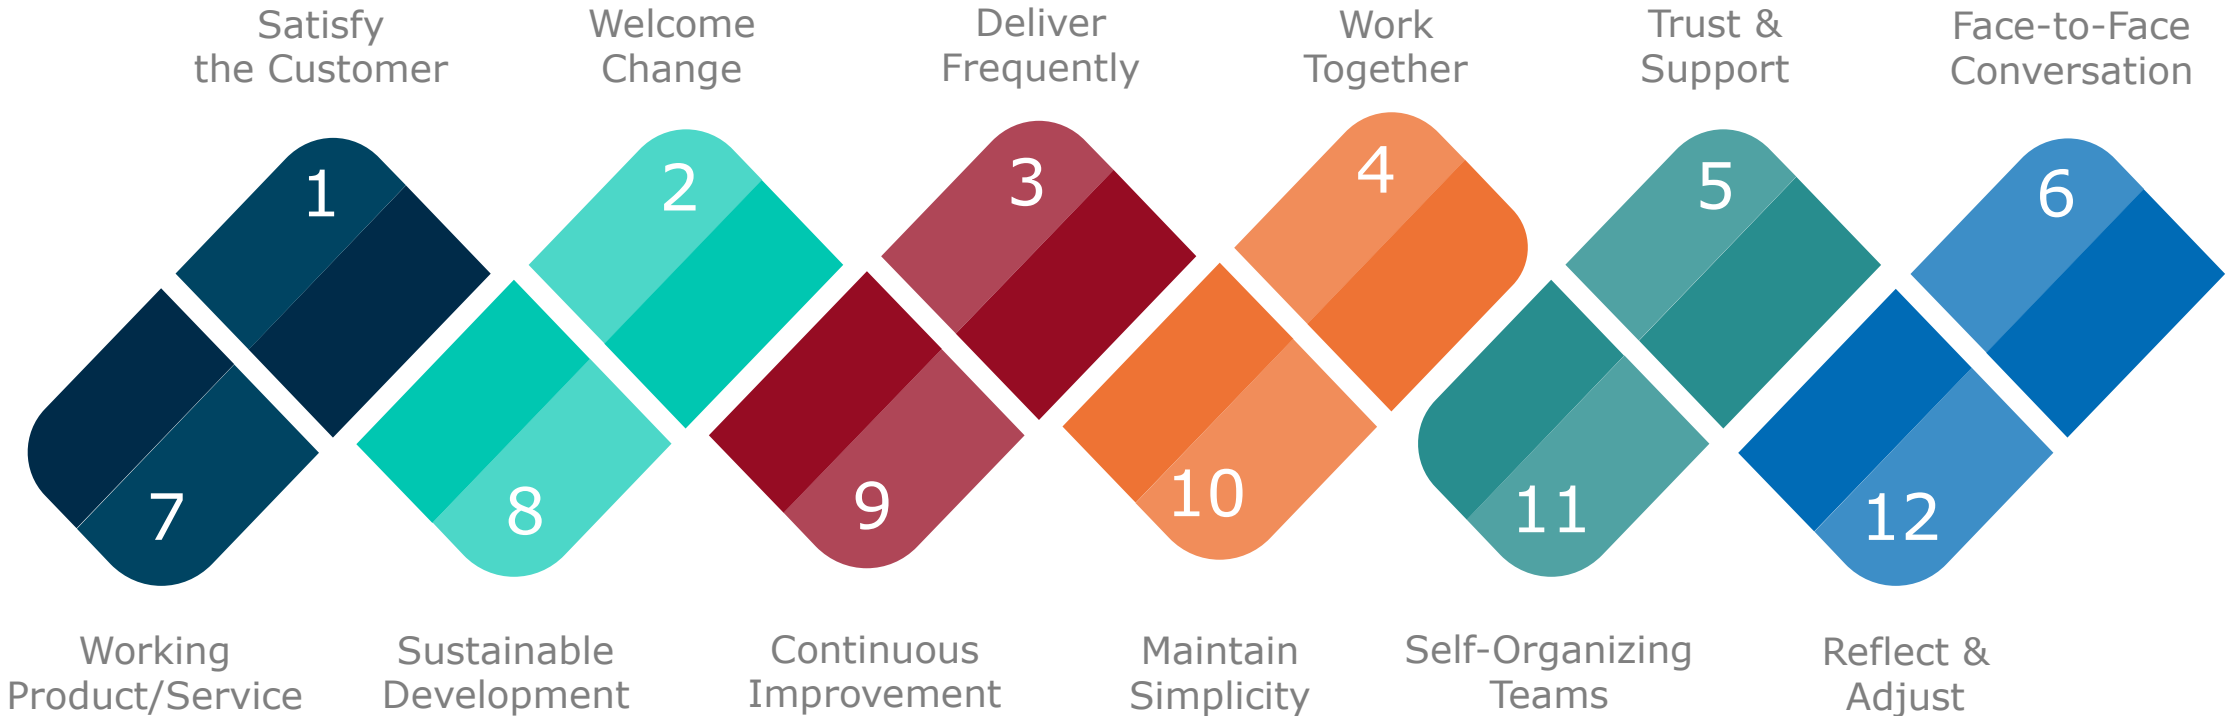 Satisfy
the Customer
Welcome
Change
Deliver
Frequently
Work
Together
Trust &
Support
Face-to-Face
Conversation
1
2
3
4
5
6
7
8
9
10
11
12
Working
Product/Service
Sustainable
Development
Continuous
Improvement
Maintain
Simplicity
Self-Organizing
Teams
Reflect &
Adjust